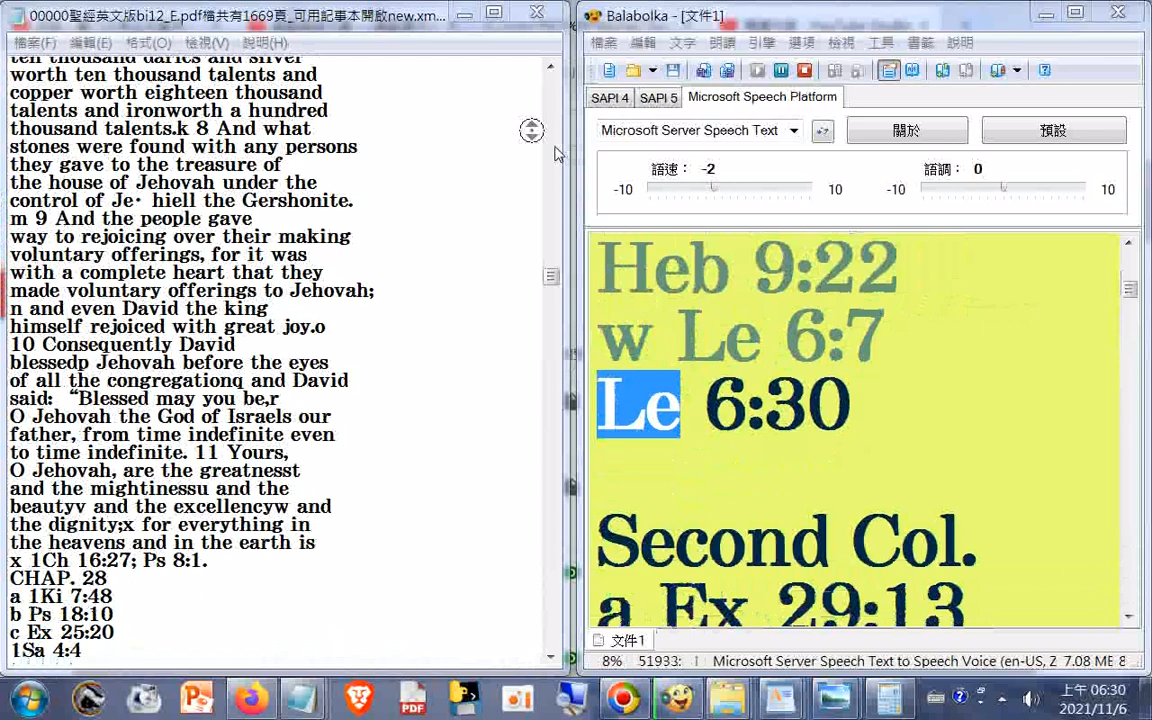 00000聖經英文版bi12_E.pdf檔共有1669頁_可用記事本開啟new.xm...
檔案(F) 編輯(E) 格式(O) 檢視(V) 說明(H)
ten thousand darics and silver
worth ten thousand talents and
copper worth eighteen thousand
talents and ironworth a hundred
thousand talents.k 8 And what
stones were found with any persons
they gave to the treasure of
the house of Jehovah under the
control of Je· hiell the Gershonite.
m 9 And the people gave
way to rejoicing over their making
voluntary offerings, for it was
with a complete heart that they
made voluntary offerings to Jehovah;
n and even David the king
himself rejoiced with great joy.o
10 Consequently David
blessedp Jehovah before the eyes
of all the congregationq and David
said: “Blessed may you be,r
O Jehovah the God of Israels our
father, from time indefinite even
to time indefinite. 11 Yours,
O Jehovah, are the greatnesst
and the mightinessu and the
beautyv and the excellencyw and
the dignity;x for everything in
the heavens and in the earth is
x 1Ch 16:27; Ps 8:1.
CHAP. 28
a 1Ki 7:48
b Ps 18:10
c Ex 25:20
1Sa 4:4
Balabolka - [文件1]
檔案 編輯 文字 朗讀 引擎 選項 檢視 工具 書籤 說明
SAPI 4 SAPI 5 Microsoft Speech Platform
Microsoft Server Speech Text 關於 預設
語速: -2 語調: 0
-10 10 -10 10
Heb 9:22
w Le 6:7
Le 6:30
Second Col.
a Ex 29:13
文件1
8% 51933: Microsoft Server Speech Text to Speech Voice (en-US, Z 7.08 MB 8
上午 06:30
2021/11/6